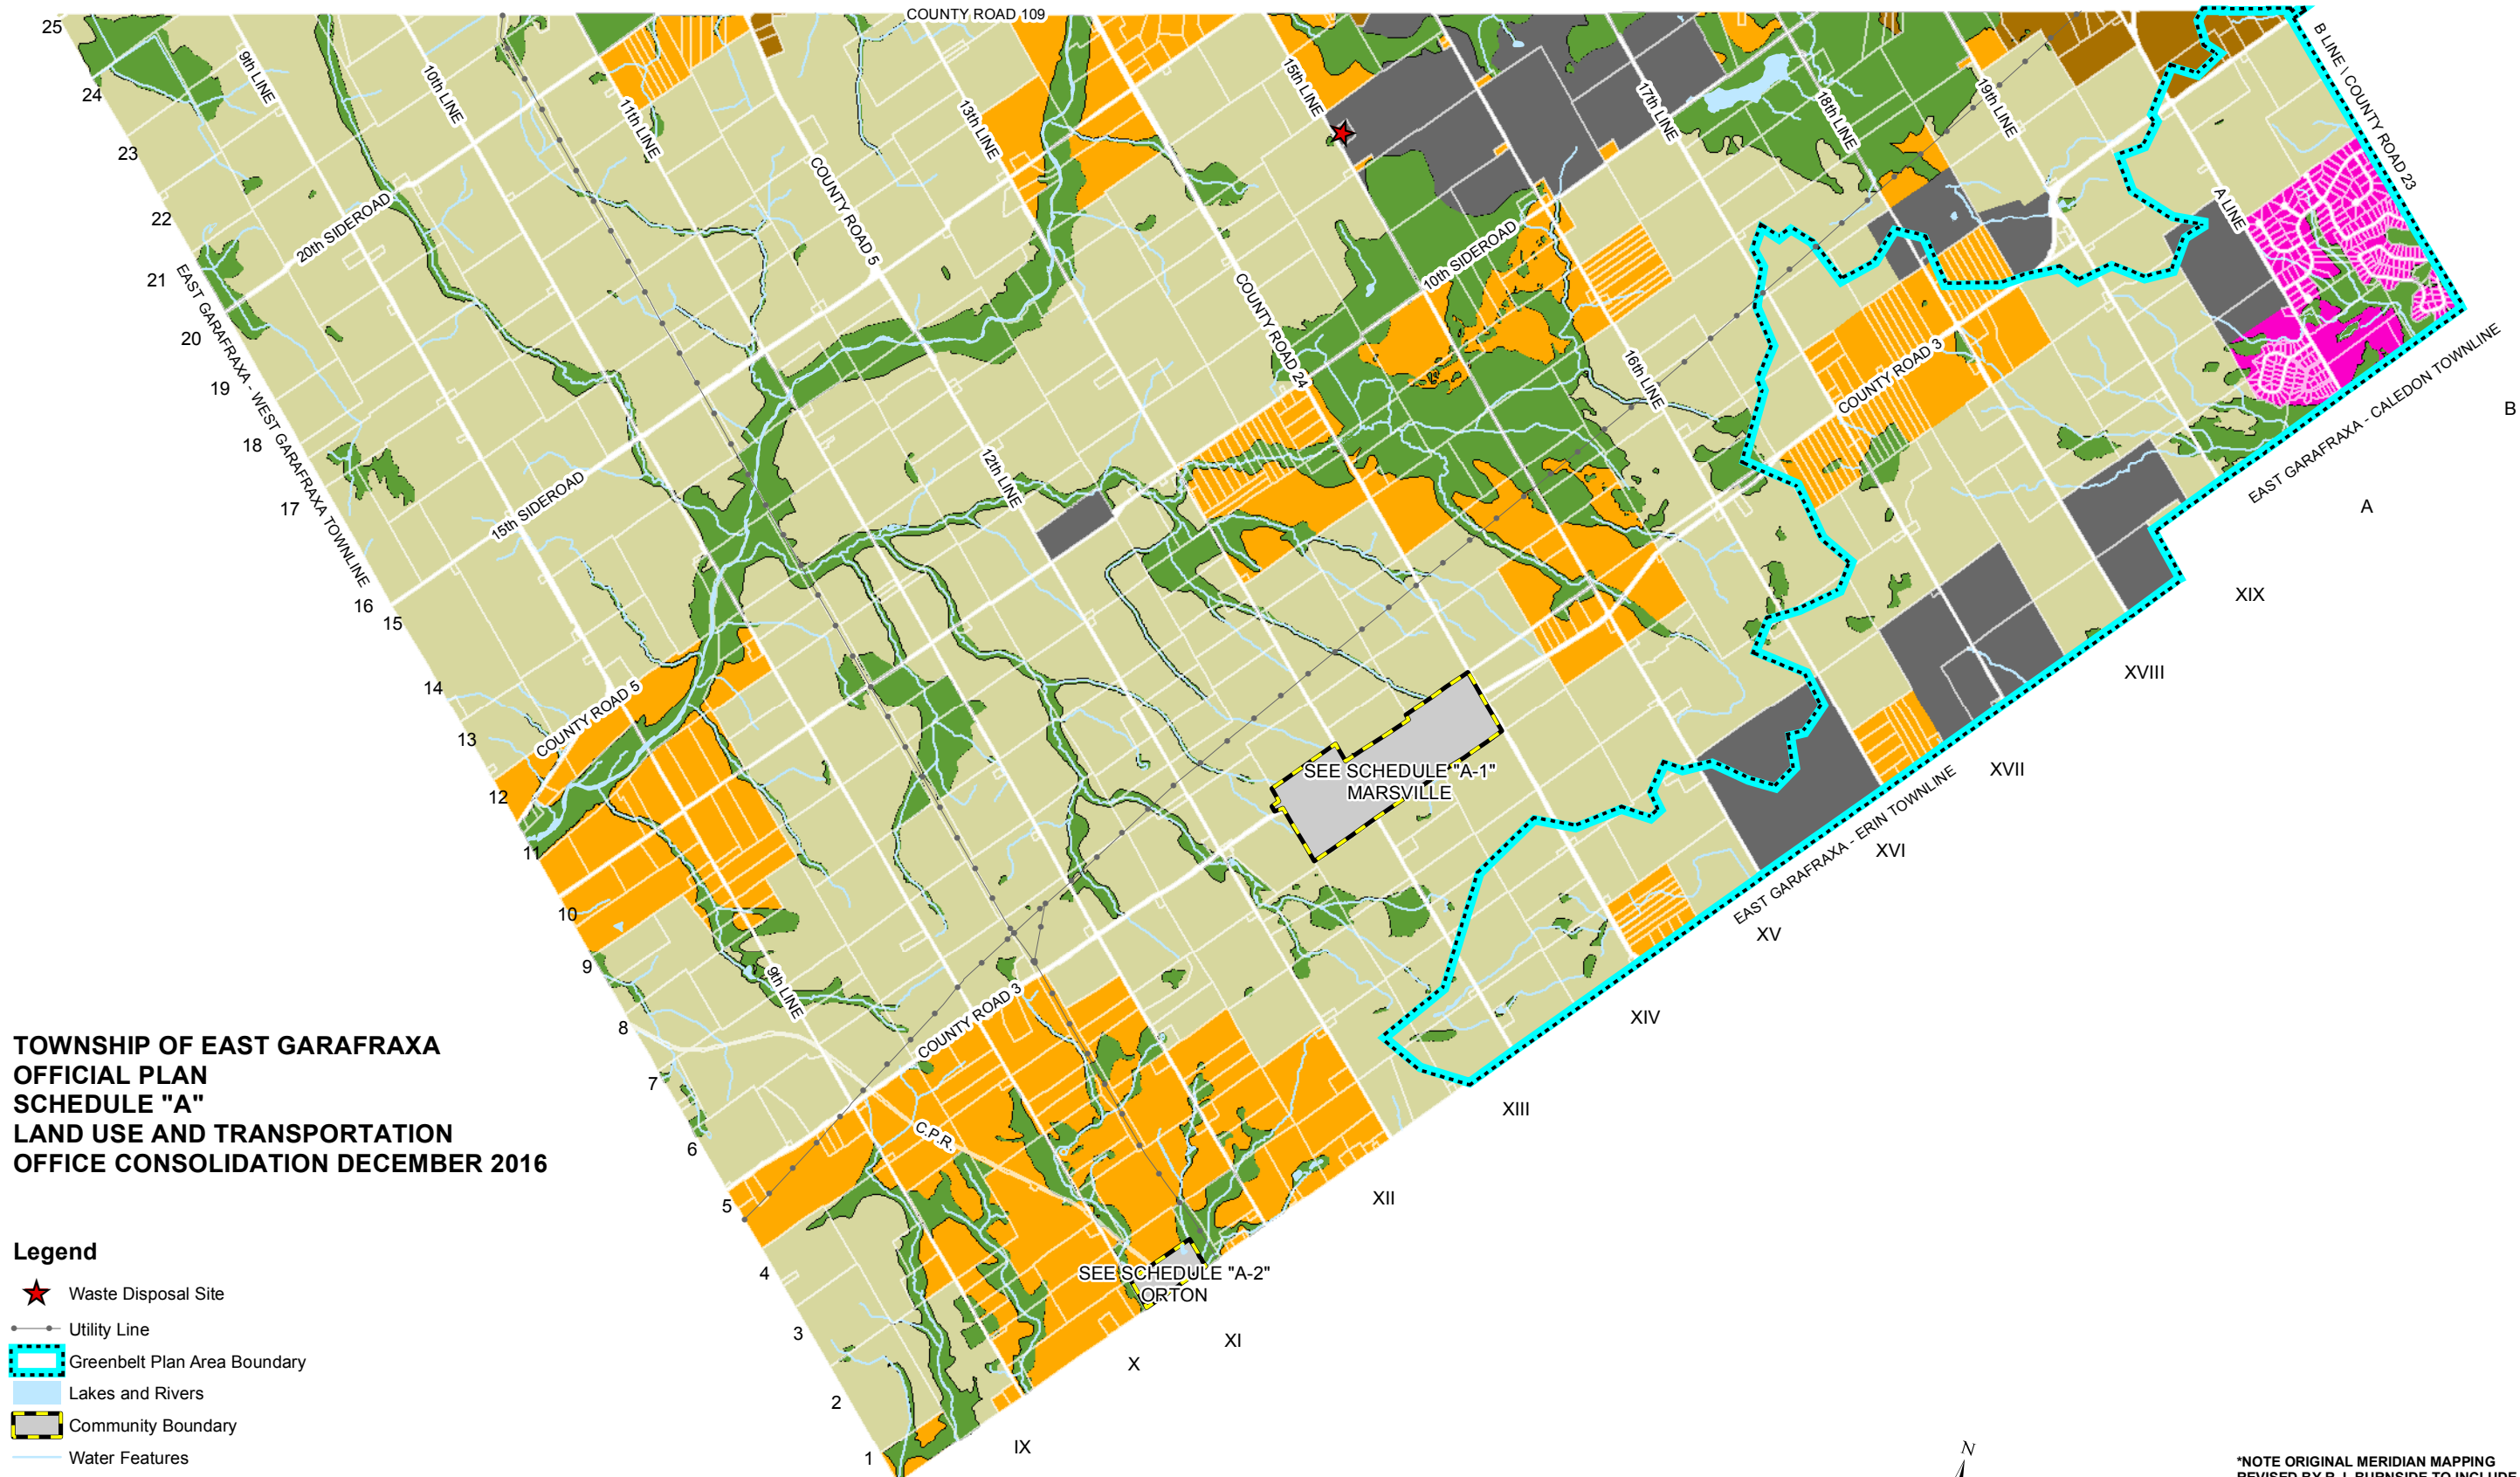 COUNTY ROAD 109
25
24
23
22
21
20
19
18
17
16
15
14
13
12
11
10
9
8
7
6
5
4
3
2
1
9th LINE
10th LINE
11th LINE
13th LINE
15th LINE
17th LINE
18th LINE
19th LINE
B LINE \ COUNTY ROAD 23
A LINE
20th SIDEROAD
COUNTY ROAD 5
COUNTY ROAD 24
10th SIDEROAD
16th LINE
COUNTY ROAD 3
EAST GARAFRAXA - WEST GARAFRAXA TOWNLINE
EAST GARAFRAXA - CALEDON TOWNLINE
15th SIDEROAD
12th LINE
COUNTY ROAD 5
SEE SCHEDULE "A-1"
MARSVILLE
EAST GARAFRAXA - ERIN TOWNLINE
9th LINE
COUNTY ROAD 3
C.P.R.
SEE SCHEDULE "A-2"
ORTON
B
A
XIX
XVIII
XVII
XVI
XV
XIV
XIII
XII
XI
X
IX
TOWNSHIP OF EAST GARAFRAXA
OFFICIAL PLAN
SCHEDULE "A"
LAND USE AND TRANSPORTATION
OFFICE CONSOLIDATION DECEMBER 2016
Legend
Waste Disposal Site
Utility Line
Greenbelt Plan Area Boundary
Lakes and Rivers
Community Boundary
Water Features
N
*NOTE ORIGINAL MERIDIAN MAPPING
REVISED BY R.J. BURNSIDE TO INCLUDE